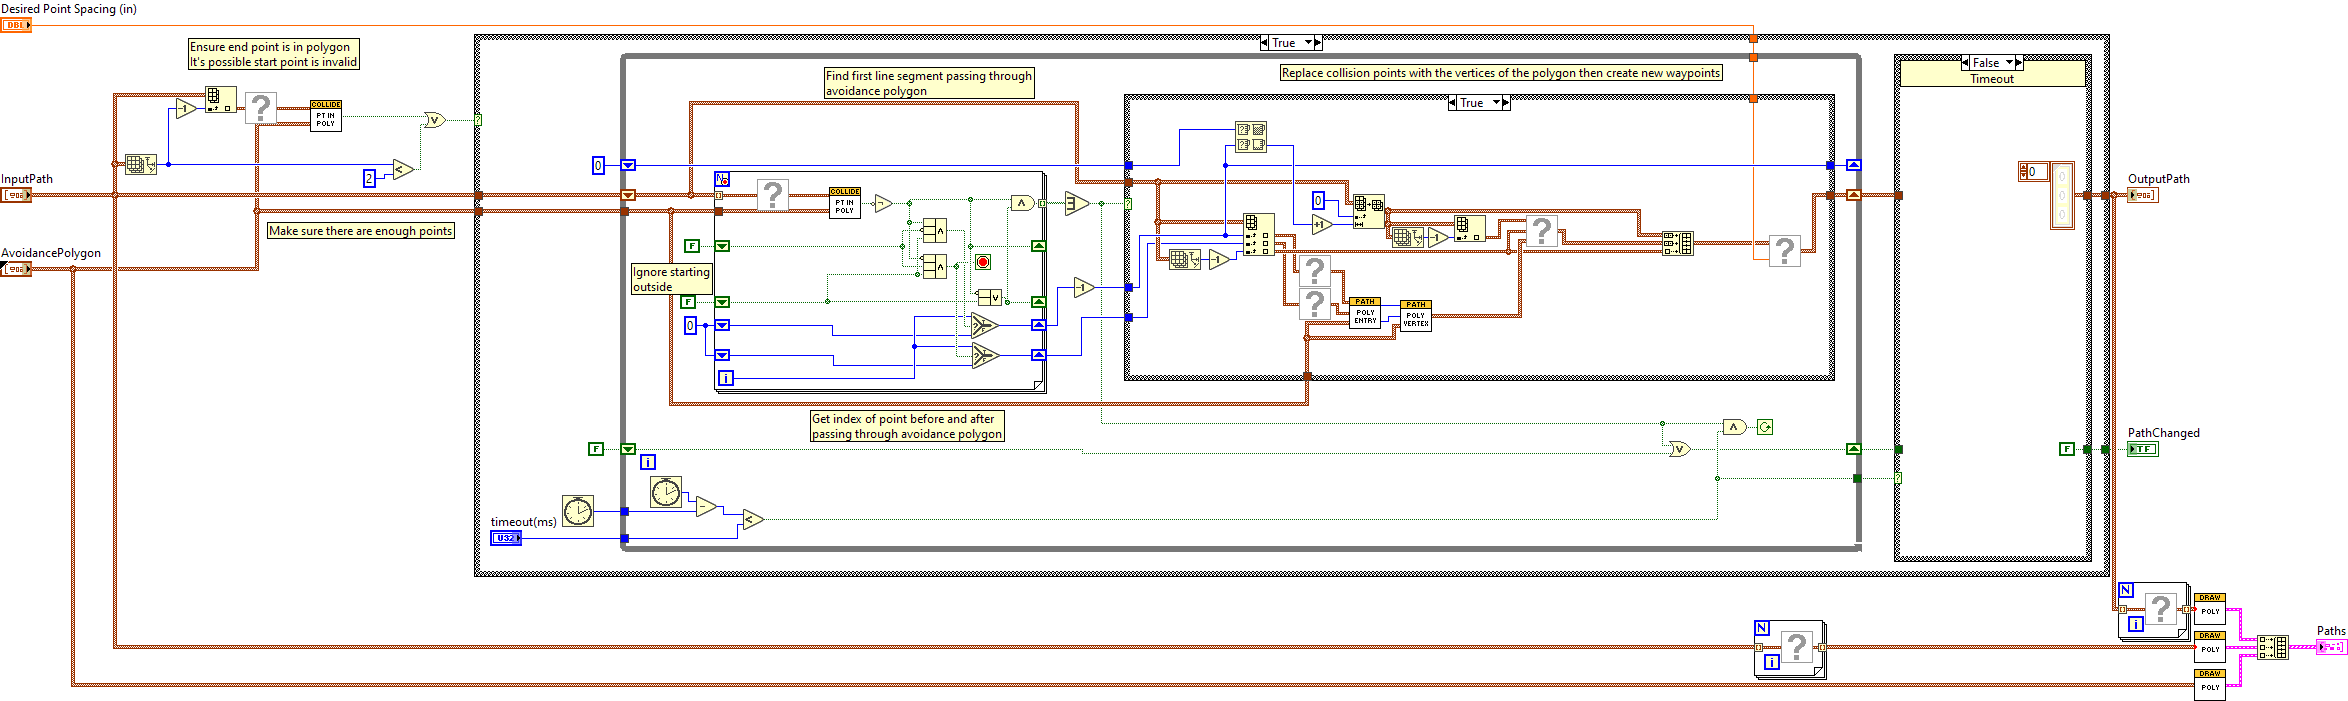 Desired Point Spacing (in)
DBL
Ensure end point is in polygon
It's possible start point is invalid
True
Find first line segment passing through
avoidance polygon
Replace collision points with the vertices of the polygon then create new waypoints
False
Timeout
True
-1
COLLIDE
PT IN
POLY
V
?
2
<
0
InputPath
N
?
COLLIDE
PT IN
POLY
0
OutputPath
Make sure there are enough points
F
AvoidancePolygon
Ignore starting
outside
F
0
i
-1
0
+1
-1
-1
?
?
?
?
PATH
POLY
ENTRY
PATH
POLY
VERTEX
Get index of point before and after
passing through avoidance polygon
F
i
PathChanged
F
TF
timeout(ms)
U32
-
<
N
?
i
N
?
i
DRAW
POLY
DRAW
POLY
DRAW
POLY
Paths